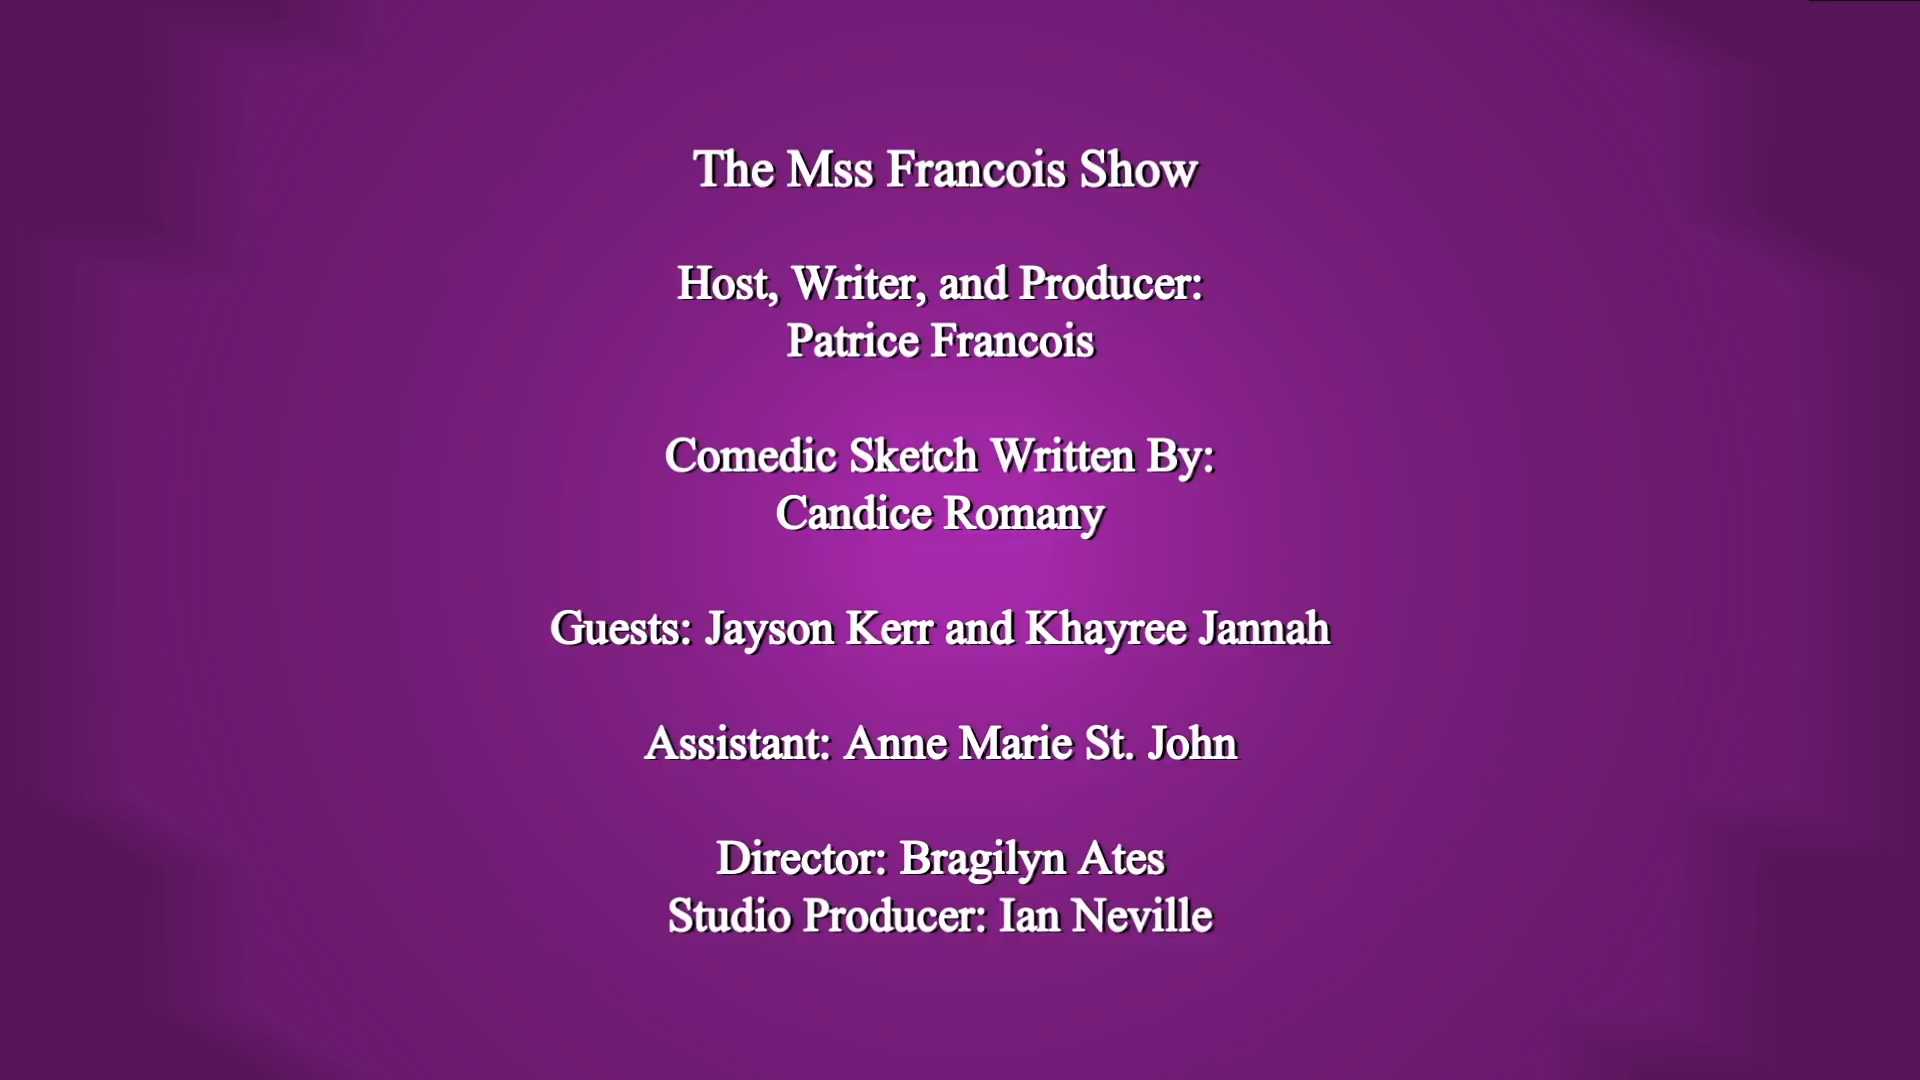 The Mss Francois Show
Host, Writer, and Producer:
Patrice Francois
Comedic Sketch Written By:
Candice Romany
Guests: Jayson Kerr and Khayree Jannah
Assistant: Anne Marie St. John
Director: Bragilyn Ates
Studio Producer: Ian Neville